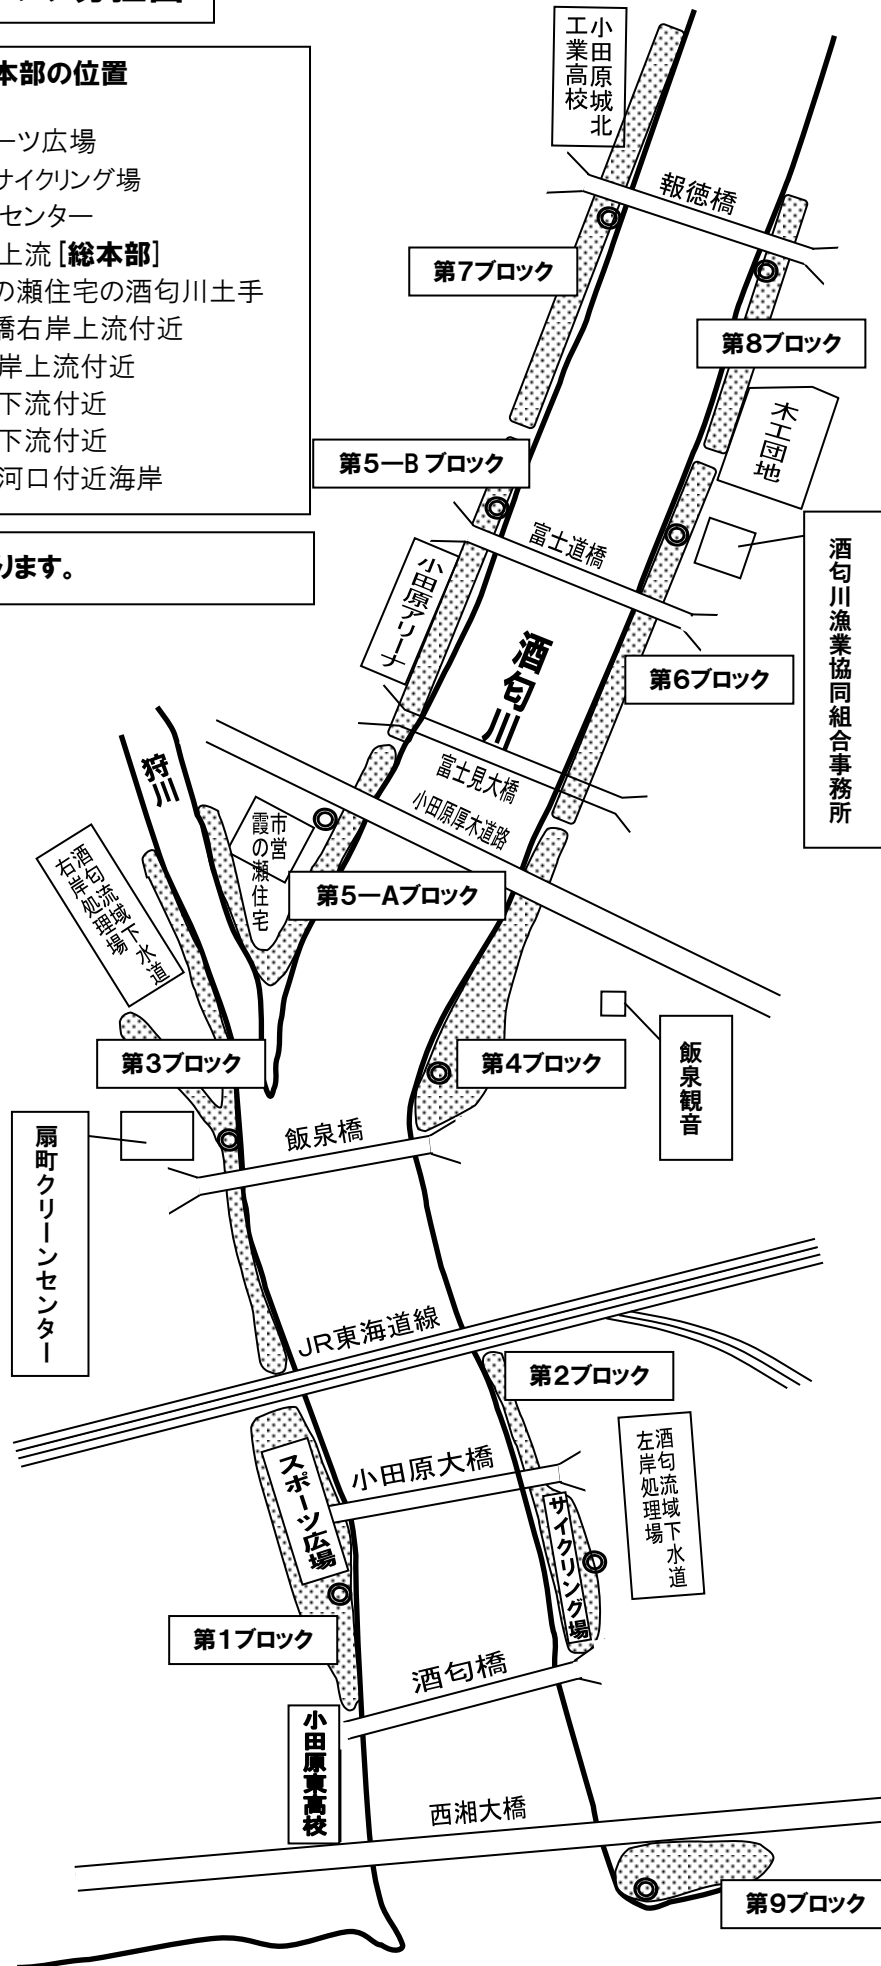 本部の位置
ーツ広場
サイクリング場
センター
上流［総本部］
の瀬住宅の酒匂川土手
橋右岸上流付近
岸上流付近
下流付近
下流付近
河口付近海岸
ります。
小田原城北
工業高校
報徳橋
第7ブロック
第8ブロック
木工団地
第5―B ブロック
富士道橋
小田原アリーナ
酒匂川漁業協同組合事務所
酒匂川
第6ブロック
狩川
富士見大橋
小田原厚木道路
市営
霞の瀬住宅
酒匂流域下水道
右岸処理場
第5―Aブロック
第3ブロック
第4ブロック
飯泉観音
扇町クリーンセンター
飯泉橋
JR東海道線
第2ブロック
小田原大橋
スポーツ広場
酒匂流域下水道
左岸処理場
サイクリング場
第1ブロック
酒匂橋
小田原東高校
西湘大橋
第9ブロック